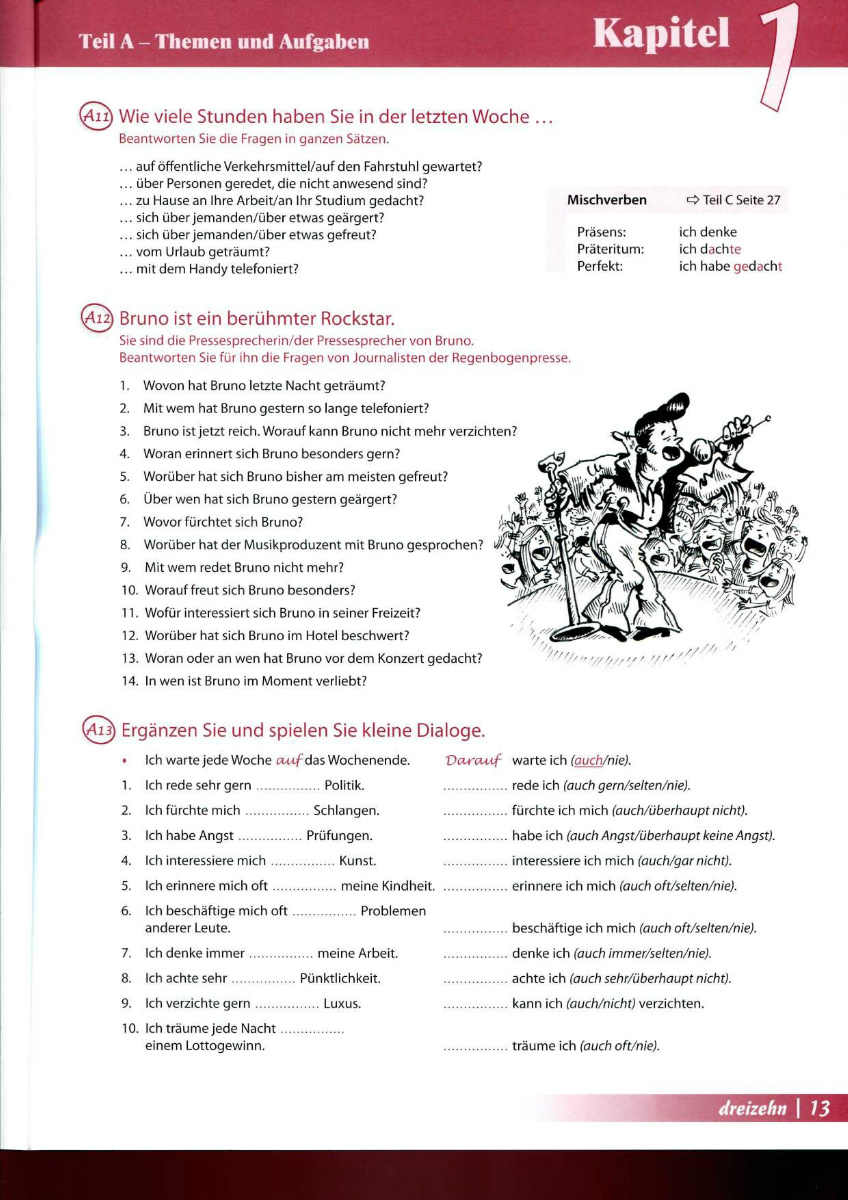 Teil A – Themen und Aufgaben
Kapitel 1
A11 Wie viele Stunden haben Sie in der letzten Woche ...
Beantworten Sie die Fragen in ganzen Sätzen.
... auf öffentliche Verkehrsmittel/auf den Fahrstuhl gewartet?
... über Personen geredet, die nicht anwesend sind?
... zu Hause an Ihre Arbeit/an Ihr Studium gedacht?
... sich über jemanden/über etwas geärgert?
... sich über jemanden/über etwas gefreut?
... vom Urlaub geträumt?
... mit dem Handy telefoniert?
Mischverben ⇨ Teil C Seite 27
Präsens: ich denke
Präteritum: ich dachte
Perfekt: ich habe gedacht
A12 Bruno ist ein berühmter Rockstar.
Sie sind die Pressesprecherin/der Pressesprecher von Bruno.
Beantworten Sie für ihn die Fragen von Journalisten der Regenbogenpresse.
1. Wovon hat Bruno letzte Nacht geträumt?
2. Mit wem hat Bruno gestern so lange telefoniert?
3. Bruno ist jetzt reich. Worauf kann Bruno nicht mehr verzichten?
4. Woran erinnert sich Bruno besonders gern?
5. Worüber hat sich Bruno bisher am meisten gefreut?
6. Über wen hat sich Bruno gestern geärgert?
7. Wovor fürchtet sich Bruno?
8. Worüber hat der Musikproduzent mit Bruno gesprochen?
9. Mit wem redet Bruno nicht mehr?
10. Worauf freut sich Bruno besonders?
11. Wofür interessiert sich Bruno in seiner Freizeit?
12. Worüber hat sich Bruno im Hotel beschwert?
13. Woran oder an wen hat Bruno vor dem Konzert gedacht?
14. In wen ist Bruno im Moment verliebt?
A13 Ergänzen Sie und spielen Sie kleine Dialoge.
• Ich warte jede Woche auf das Wochenende. Darauf warte ich (auch/nie).
1. Ich rede sehr gern ................ Politik. ................ rede ich (auch gern/selten/nie).
2. Ich fürchte mich ................ Schlangen. ................ fürchte ich mich (auch/überhaupt nicht).
3. Ich habe Angst ................ Prüfungen. ................ habe ich (auch Angst/überhaupt keine Angst).
4. Ich interessiere mich ................ Kunst. ................ interessiere ich mich (auch/gar nicht).
5. Ich erinnere mich oft ................ meine Kindheit. ................ erinnere ich mich (auch oft/selten/nie).
6. Ich beschäftige mich oft ................ Problemen
anderer Leute. ................ beschäftige ich mich (auch oft/selten/nie).
7. Ich denke immer ................ meine Arbeit. ................ denke ich (auch immer/selten/nie).
8. Ich achte sehr ................ Pünktlichkeit. ................ achte ich (auch sehr/überhaupt nicht).
9. Ich verzichte gern ................ Luxus. ................ kann ich (auch/nicht) verzichten.
10. Ich träume jede Nacht ................
einem Lottogewinn. ................ träume ich (auch oft/nie).
dreizehn | 13